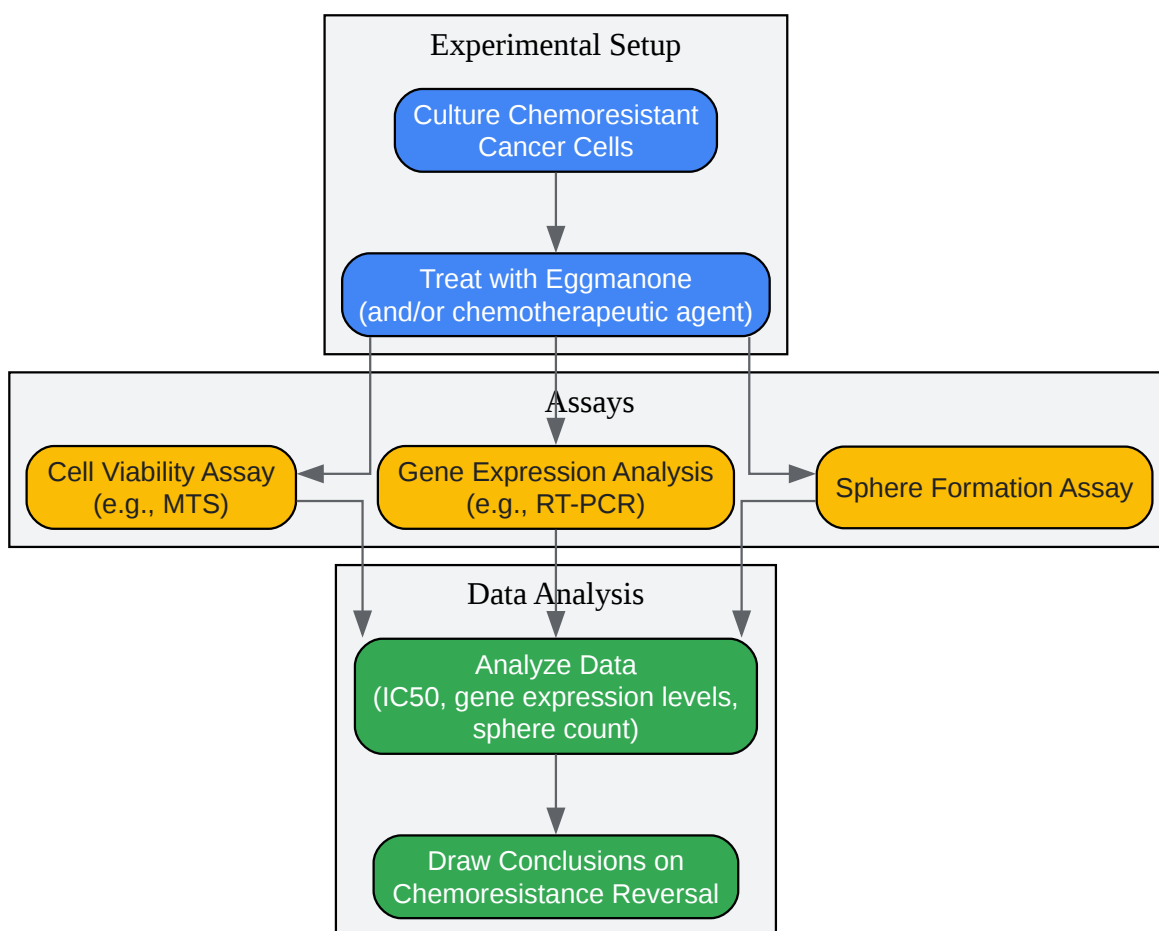 Experimental Setup
Culture Chemoresistant
Cancer Cells
Treat with Eggmanone
(and/or chemotherapeutic agent)
Assays
Cell Viability Assay
(e.g., MTS)
Gene Expression Analysis
(e.g., RT-PCR)
Sphere Formation Assay
Data Analysis
Analyze Data
(IC50, gene expression levels,
sphere count)
Draw Conclusions on
Chemoresistance Reversal